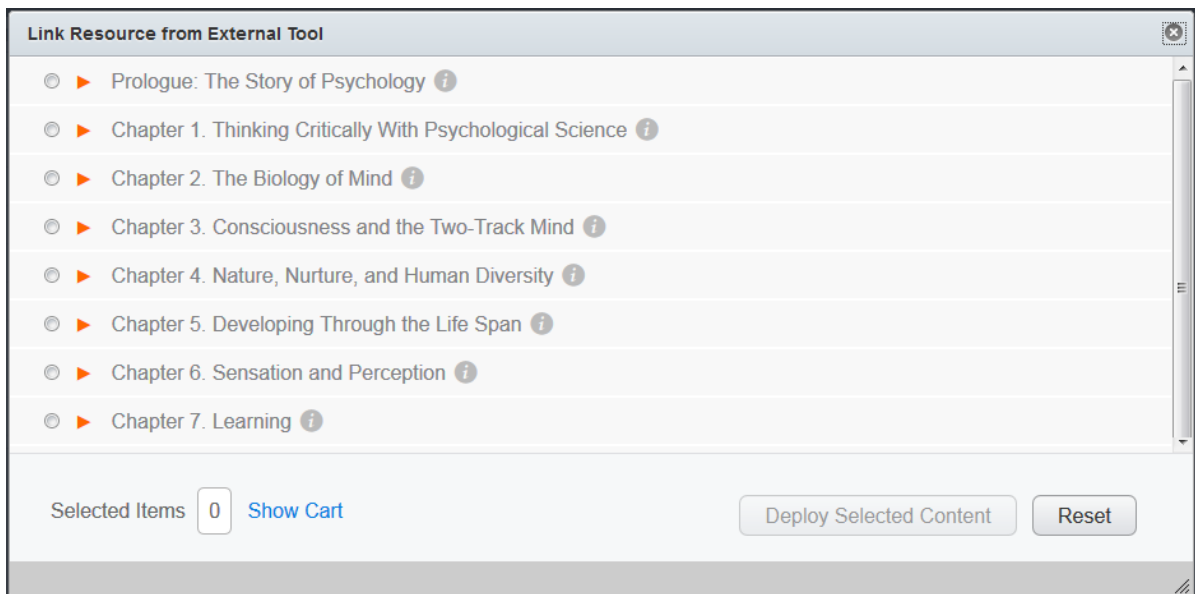 Link Resource from External Tool
Prologue: The Story of Psychology
Chapter 1. Thinking Critically With Psychological Science
Chapter 2. The Biology of Mind
Chapter 3. Consciousness and the Two-Track Mind
Chapter 4. Nature, Nurture, and Human Diversity
Chapter 5. Developing Through the Life Span
Chapter 6. Sensation and Perception
Chapter 7. Learning
Selected Items 0 Show Cart Deploy Selected Content Reset